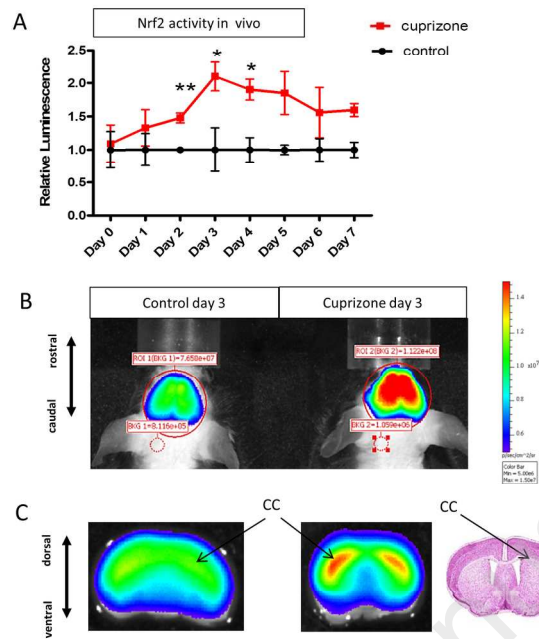 A
Nrf2 activity in vivo
cuprizone
control
Relative Luminescence
2.5
2.0
1.5
1.0
0.5
0.0
**
*
*
Day 0
Day 1
Day 2
Day 3
Day 4
Day 5
Day 6
Day 7
B
Control day 3
Cuprizone day 3
rostral
caudal
ROI 1(BKG 1)=7.658e+07
BKG 1=8.116e+05
ROI 2(BKG 2)=1.122e+08
BKG 2=1.059e+06
1.4
1.2
1.0
x10⁷
0.8
0.6
p/sec/cm^2/sr
Color Bar
Min = 5.00e6
Max = 1.50e7
C
CC
CC
dorsal
ventral